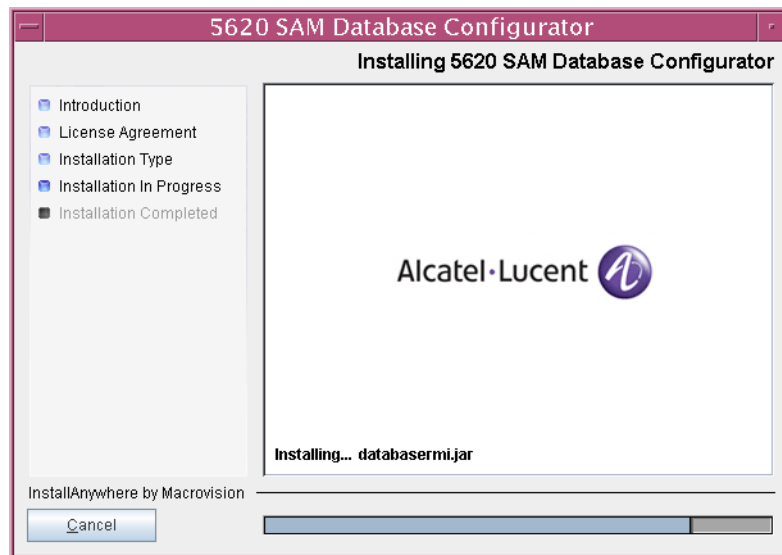 5620 SAM Database Configurator
Installing 5620 SAM Database Configurator
Introduction
License Agreement
Installation Type
Installation In Progress
Installation Completed
Alcatel·Lucent
Installing... databasermi.jar
InstallAnywhere by Macrovision
Cancel